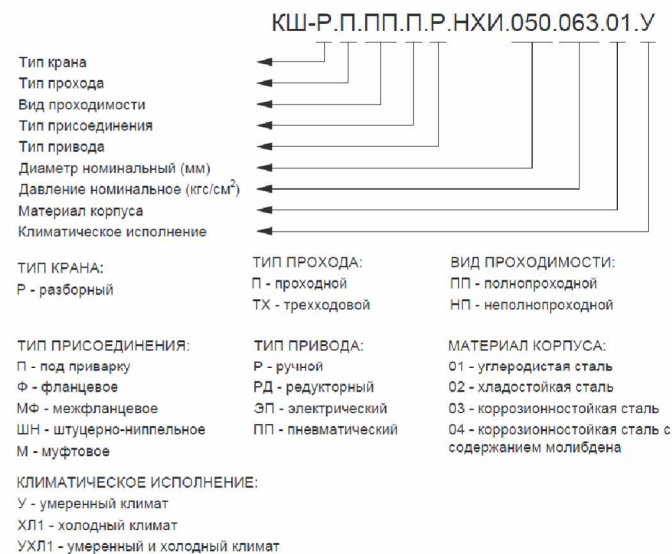 КШ-Р.П.ПП.П.Р.НХИ.050.063.01.У
Тип крана
Тип прохода
Вид проходимости
Тип присоединения
Тип привода
Диаметр номинальный (мм)
Давление номинальное (кгс/см²)
Материал корпуса
Климатическое исполнение
ТИП КРАНА:
Р - разборный
ТИП ПРОХОДА:
П - проходной
ТХ - трехходовой
ВИД ПРОХОДИМОСТИ:
ПП - полнопроходной
НП - неполнопроходной
ТИП ПРИСОЕДИНЕНИЯ:
П - под приварку
Ф - фланцевое
МФ - межфланцевое
ШН - штуцерно-ниппельное
М - муфтовое
ТИП ПРИВОДА:
Р - ручной
РД - редукторный
ЭП - электрический
ПП - пневматический
МАТЕРИАЛ КОРПУСА:
01 - углеродистая сталь
02 - хладостойкая сталь
03 - коррозионностойкая сталь
04 - коррозионностойкая сталь с
содержанием молибдена
КЛИМАТИЧЕСКОЕ ИСПОЛНЕНИЕ:
У - умеренный климат
ХЛ1 - холодный климат
УХЛ1 - умеренный и холодный климат